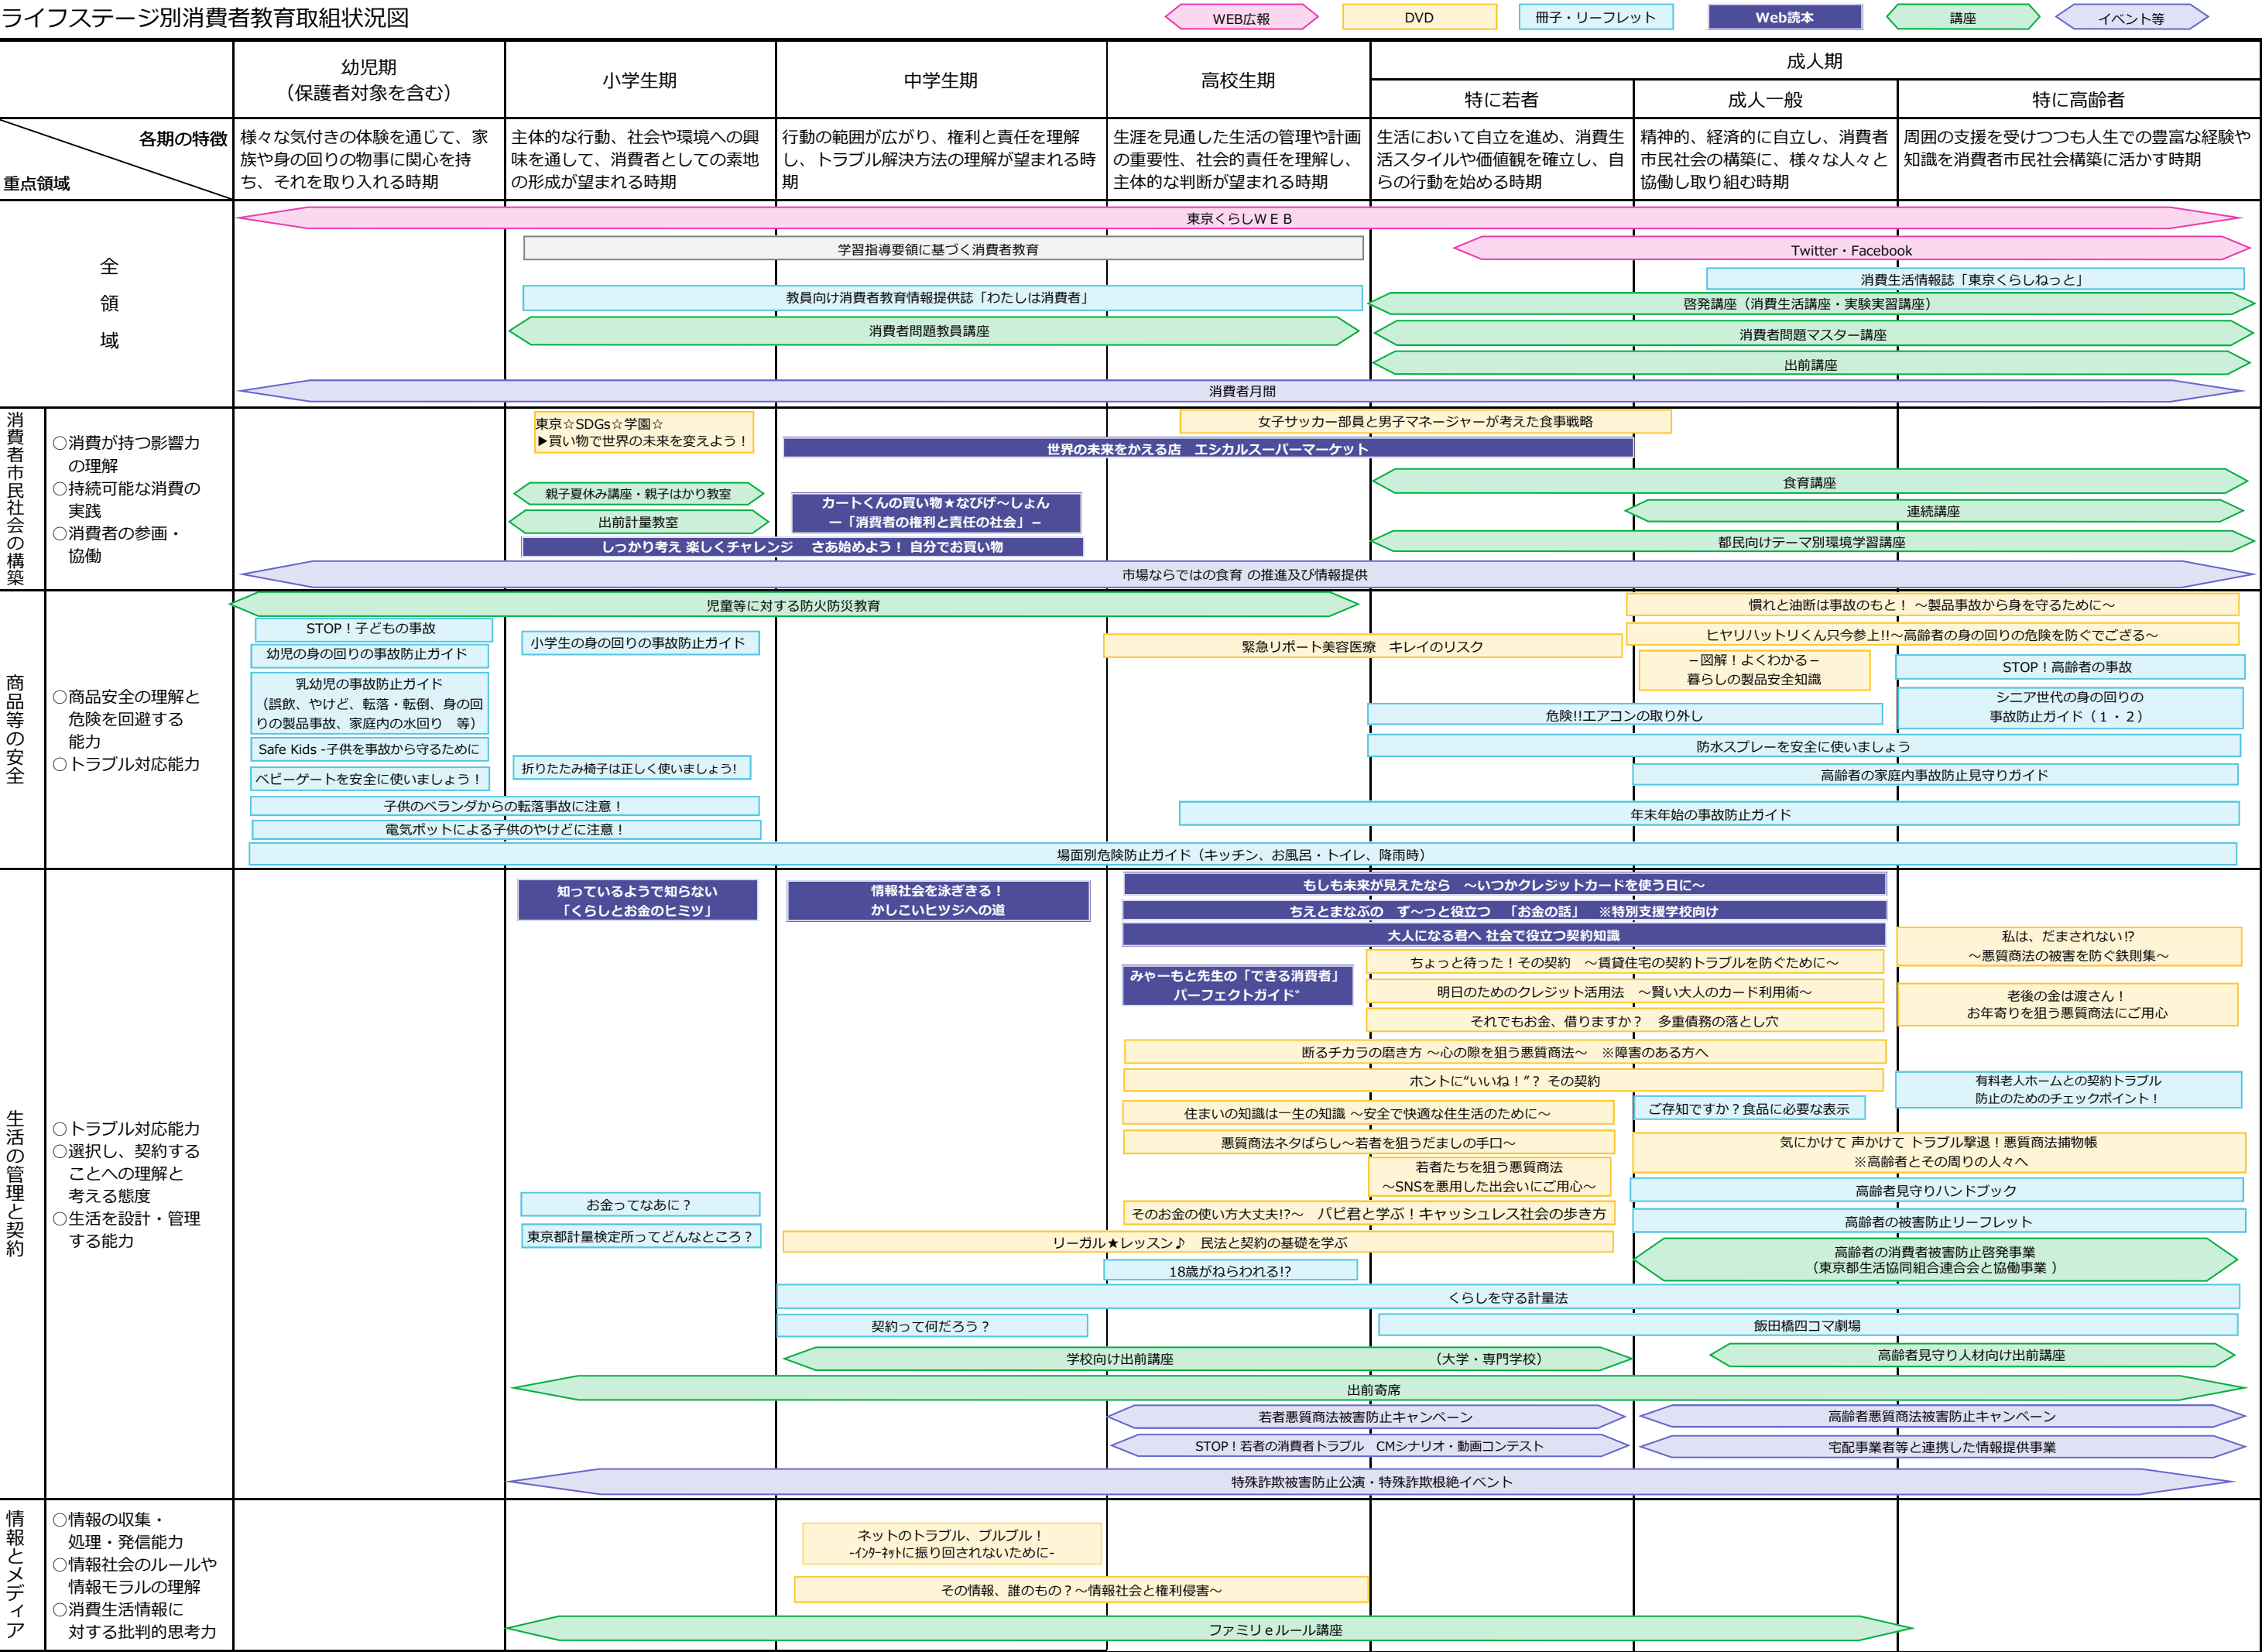 ライフステージ別消費者教育取組状況図
WEB広報
DVD
冊子・リーフレット
Web読本
講座
イベント等
幼児期
（保護者対象を含む）
小学生期
中学生期
高校生期
成人期
特に若者
成人一般
特に高齢者
各期の特徴
重点領域
様々な気付きの体験を通じて、家
族や身の回りの物事に関心を持
ち、それを取り入れる時期
主体的な行動、社会や環境への興
味を通して、消費者としての素地
の形成が望まれる時期
行動の範囲が広がり、権利と責任を理解
し、トラブル解決方法の理解が望まれる時
期
生涯を見通した生活の管理や計画
の重要性、社会的責任を理解し、
主体的な判断が望まれる時期
生活において自立を進め、消費生
活スタイルや価値観を確立し、自
らの行動を始める時期
精神的、経済的に自立し、消費者
市民社会の構築に、様々な人々と
協働し取り組む時期
周囲の支援を受けつつも人生での豊富な経験や
知識を消費者市民社会構築に活かす時期
全
領
域
東京くらしＷＥＢ
学習指導要領に基づく消費者教育
Twitter・Facebook
消費生活情報誌「東京くらしねっと」
教員向け消費者教育情報提供誌「わたしは消費者」
啓発講座（消費生活講座・実験実習講座）
消費者問題教員講座
消費者問題マスター講座
出前講座
消費者月間
消費者市民社会の構築
○消費が持つ影響力
の理解
○持続可能な消費の
実践
○消費者の参画・
協働
東京☆SDGs☆学園☆
▶買い物で世界の未来を変えよう！
女子サッカー部員と男子マネージャーが考えた食事戦略
世界の未来をかえる店　エシカルスーパーマーケット
食育講座
親子夏休み講座・親子はかり教室
カートくんの買い物★なびげ～しょん
ー「消費者の権利と責任の社会」－
連続講座
出前計量教室
しっかり考え 楽しくチャレンジ　さあ始めよう！ 自分でお買い物
都民向けテーマ別環境学習講座
市場ならではの食育 の推進及び情報提供
商品等の安全
○商品安全の理解と
危険を回避する
能力
○トラブル対応能力
児童等に対する防火防災教育
慣れと油断は事故のもと！ ～製品事故から身を守るために～
STOP！子どもの事故
小学生の身の回りの事故防止ガイド
緊急リポート美容医療　キレイのリスク
ヒヤリハットリくん只今参上!!～高齢者の身の回りの危険を防ぐでござる～
幼児の身の回りの事故防止ガイド
－図解！よくわかる－
暮らしの製品安全知識
STOP！高齢者の事故
乳幼児の事故防止ガイド
（誤飲、やけど、転落・転倒、身の回
りの製品事故、家庭内の水回り　等）
シニア世代の身の回りの
事故防止ガイド（１・２）
危険!!エアコンの取り外し
Safe Kids -子供を事故から守るために
防水スプレーを安全に使いましょう
ベビーゲートを安全に使いましょう！
折りたたみ椅子は正しく使いましょう!
高齢者の家庭内事故防止見守りガイド
子供のベランダからの転落事故に注意！
年末年始の事故防止ガイド
電気ポットによる子供のやけどに注意！
場面別危険防止ガイド（キッチン、お風呂・トイレ、降雨時）
生活の管理と契約
○トラブル対応能力
○選択し、契約する
ことへの理解と
考える態度
○生活を設計・管理
する能力
知っているようで知らない
「くらしとお金のヒミツ」
情報社会を泳ぎきる！
かしこいヒツジへの道
もしも未来が見えたなら　～いつかクレジットカードを使う日に～
ちえとまなぶの　ず～っと役立つ　「お金の話」　※特別支援学校向け
大人になる君へ 社会で役立つ契約知識
私は、だまされない!?
～悪質商法の被害を防ぐ鉄則集～
みゃーもと先生の「できる消費者」
パーフェクトガイド〝
ちょっと待った！その契約　～賃貸住宅の契約トラブルを防ぐために～
明日のためのクレジット活用法　～賢い大人のカード利用術～
老後の金は渡さん！
お年寄りを狙う悪質商法にご用心
それでもお金、借りますか？　多重債務の落とし穴
断るチカラの磨き方 ～心の隙を狙う悪質商法～　※障害のある方へ
ホントに“いいね！”？ その契約
有料老人ホームとの契約トラブル
防止のためのチェックポイント！
住まいの知識は一生の知識 ～安全で快適な住生活のために～
ご存知ですか？食品に必要な表示
悪質商法ネタばらし～若者を狙うだましの手口～
気にかけて 声かけて トラブル撃退！悪質商法捕物帳
※高齢者とその周りの人々へ
若者たちを狙う悪質商法
～SNSを悪用した出会いにご用心～
お金ってなあに？
高齢者見守りハンドブック
そのお金の使い方大丈夫!?～　パピ君と学ぶ！キャッシュレス社会の歩き方
高齢者の被害防止リーフレット
東京都計量検定所ってどんなところ？
リーガル★レッスン♪　民法と契約の基礎を学ぶ
高齢者の消費者被害防止啓発事業
（東京都生活協同組合連合会と協働事業 ）
18歳がねらわれる!?
くらしを守る計量法
契約って何だろう？
飯田橋四コマ劇場
学校向け出前講座
（大学・専門学校）
高齢者見守り人材向け出前講座
出前寄席
若者悪質商法被害防止キャンペーン
高齢者悪質商法被害防止キャンペーン
STOP！若者の消費者トラブル　CMシナリオ・動画コンテスト
宅配事業者等と連携した情報提供事業
特殊詐欺被害防止公演・特殊詐欺根絶イベント
情報とメディア
○情報の収集・
処理・発信能力
○情報社会のルールや
情報モラルの理解
○消費生活情報に
対する批判的思考力
ネットのトラブル、ブルブル！
-ｲﾝﾀｰﾈｯﾄに振り回されないために-
その情報、誰のもの？～情報社会と権利侵害～
ファミリｅルール講座